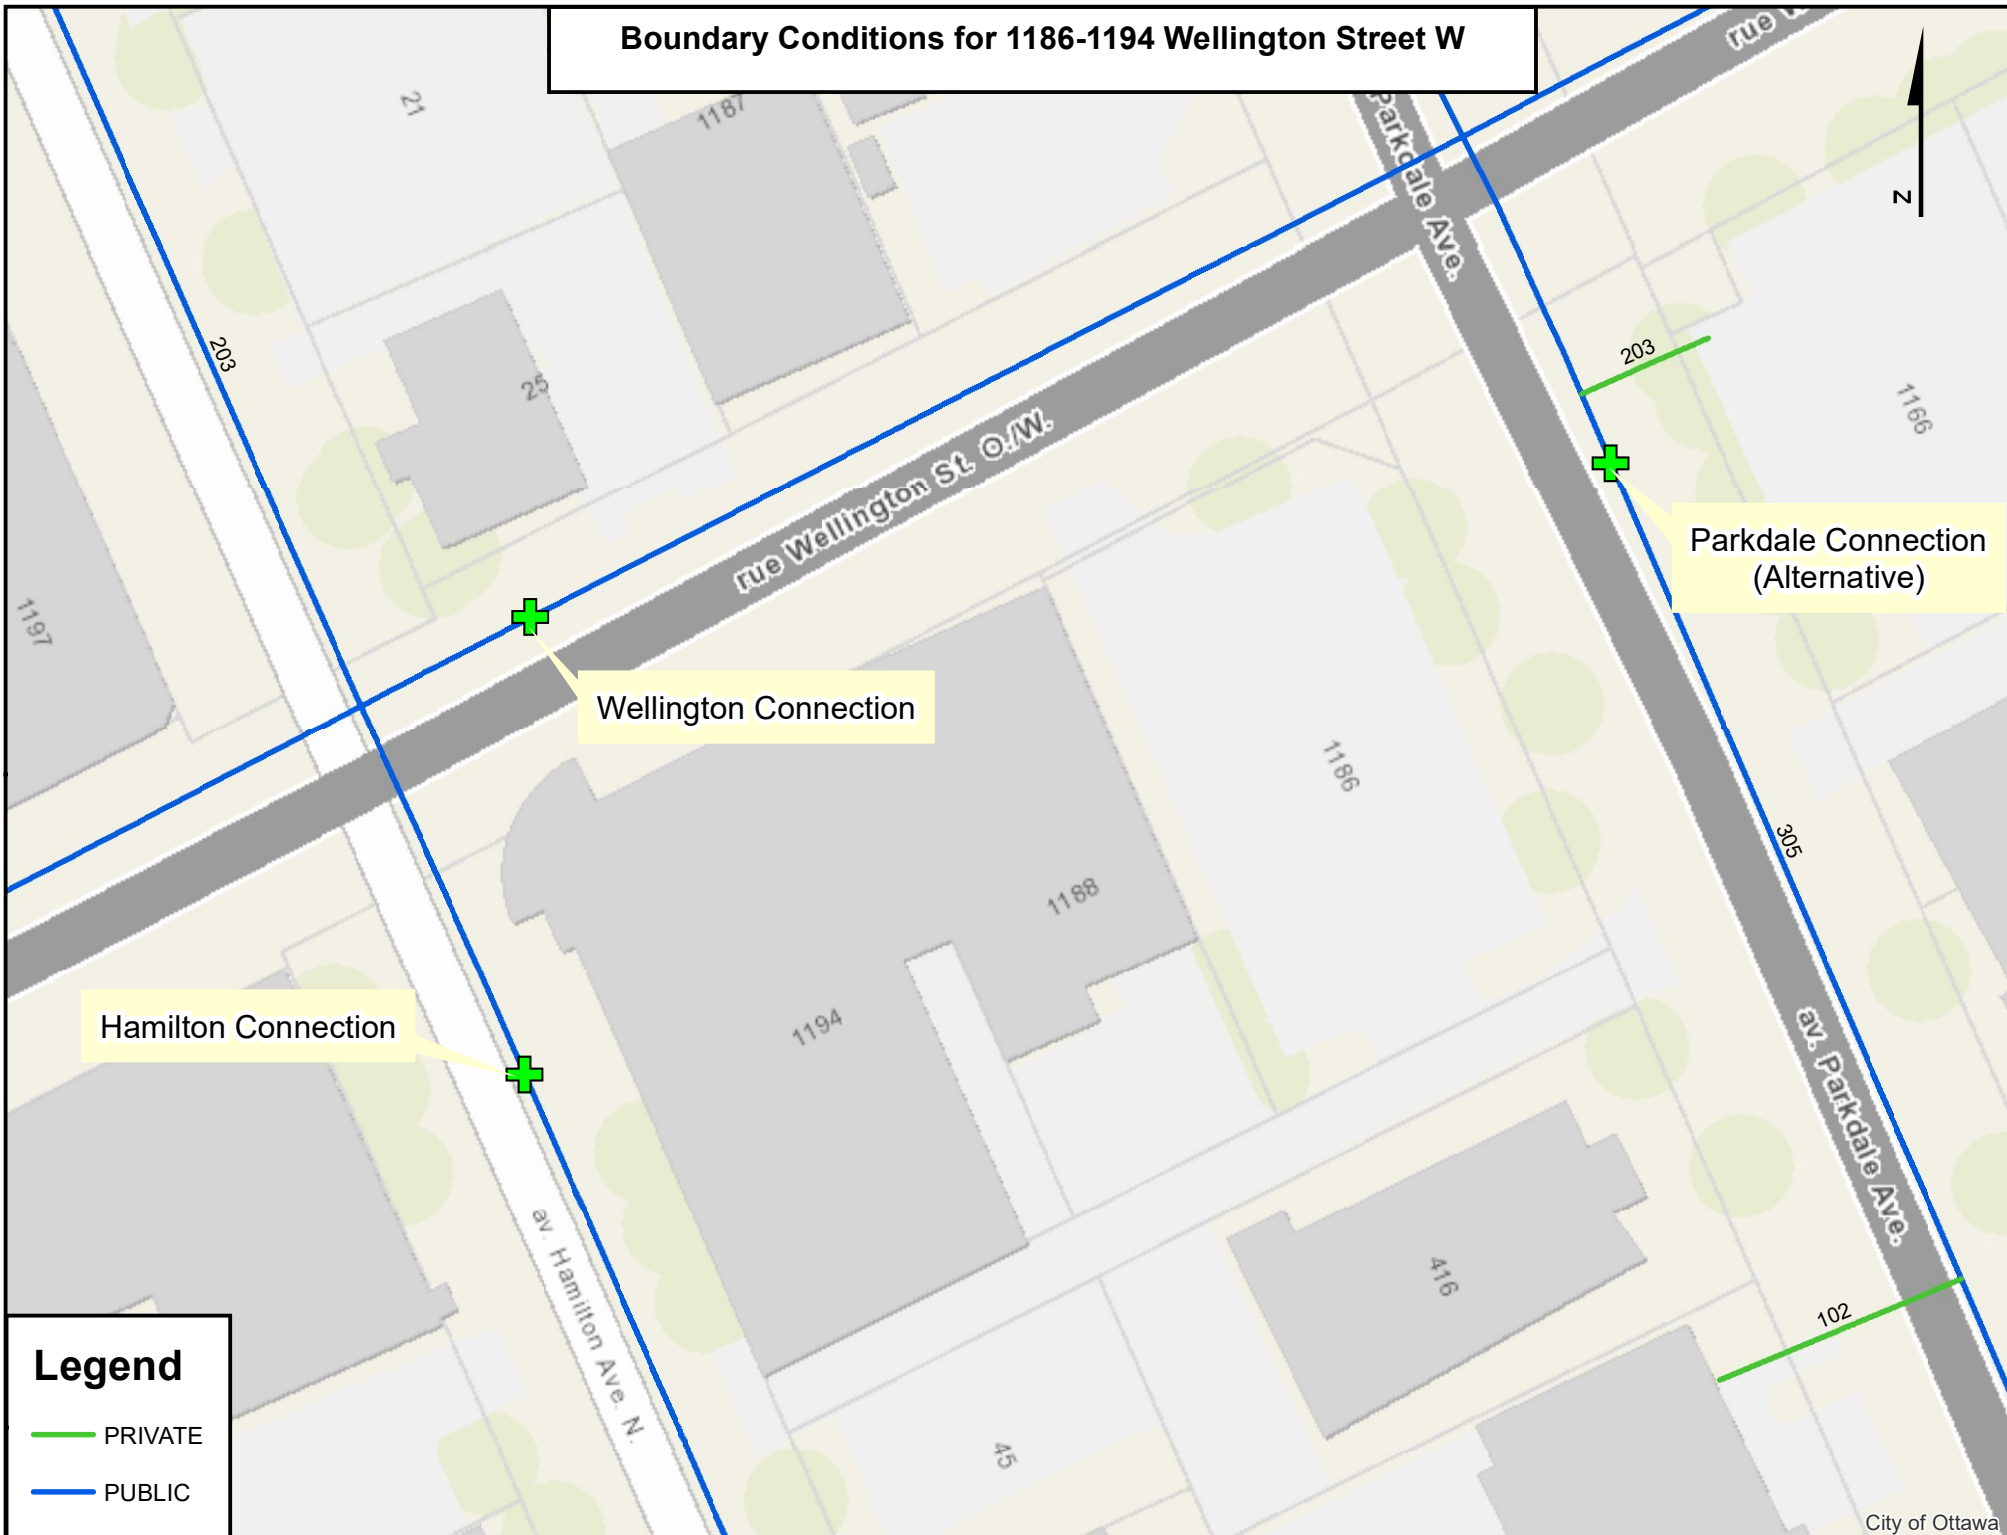 Boundary Conditions for 1186-1194 Wellington Street W
rue W
21
1187
Parkdale Ave.
N
203
25
203
1166
rue Wellington St. O./W.
Parkdale Connection
(Alternative)
1197
Wellington Connection
1186
305
1188
1194
Hamilton Connection
av. Parkdale Ave.
av. Hamilton Ave. N.
416
102
45
Legend
PRIVATE
PUBLIC
City of Ottawa